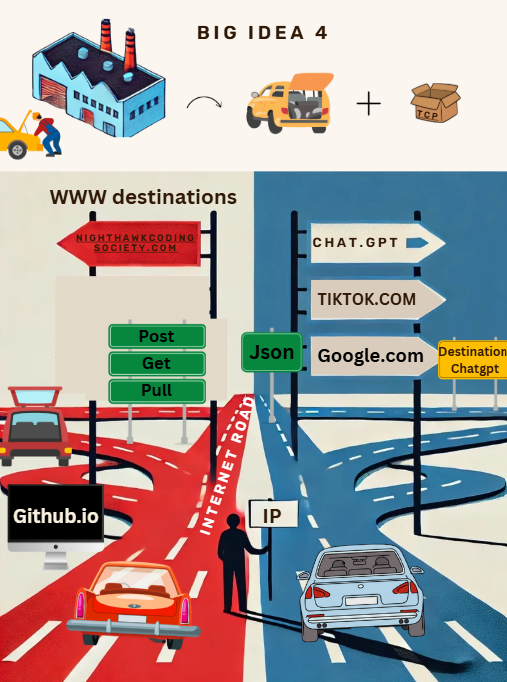 BIG IDEA 4
TCP
WWW destinations
NIGHTHAWKCODING
SOCIETY.COM
CHAT.GPT
TIKTOK.COM
Post
Get
Pull
Json
Google.com
Destination
Chatgpt
INTERNET ROAD
Github.io
IP